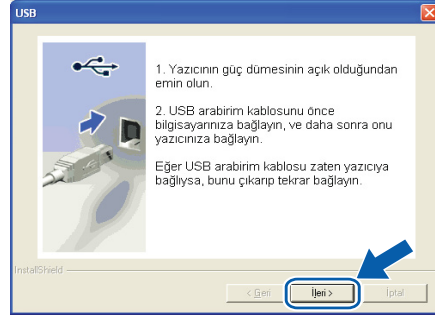 USB
1. Yazıcının güç dümesinin açık olduğundan
emin olun.
2. USB arabirim kablosunu önce
bilgisayarınıza bağlayın, ve daha sonra onu
yazıcınıza bağlayın.
Eğer USB arabirim kablosu zaten yazıcıya
bağlıysa, bunu çıkarıp tekrar bağlayın.
InstallShield
< Geri
İleri >
İptal